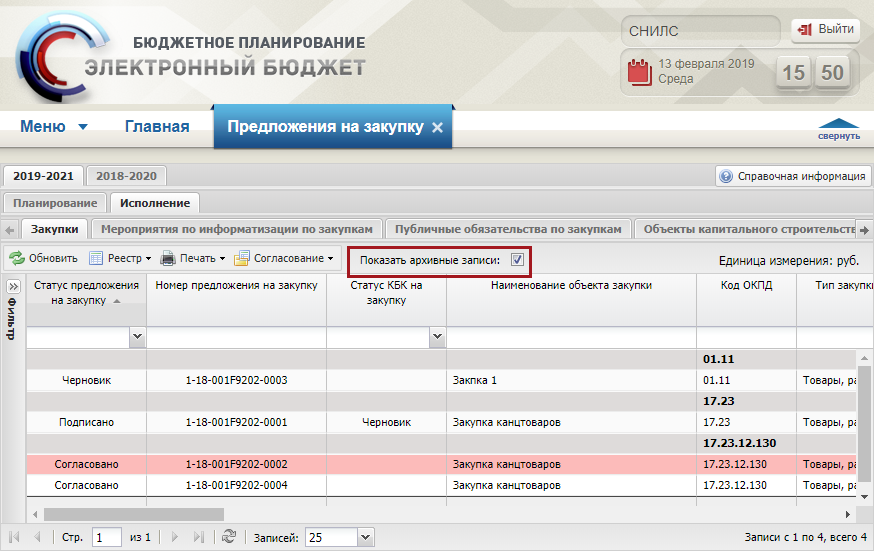 БЮДЖЕТНОЕ ПЛАНИРОВАНИЕ
ЭЛЕКТРОННЫЙ БЮДЖЕТ
СНИЛС
Выйти
13 февраля 2019
Среда
15 50
Меню Главная Предложения на закупку
свернуть
2019-2021 2018-2020
Справочная информация
Планирование Исполнение
Закупки Мероприятия по информатизации по закупкам Публичные обязательства по закупкам Объекты капитального строительств
Обновить Реестр Печать Согласование Показать архивные записи: Единица измерения: руб.
Фильтр
Статус предложения на закупку Номер предложения на закупку Статус КБК на закупку Наименование объекта закупки Код ОКПД Тип закупки
01.11
Черновик 1-18-001F9202-0003 Закпка 1 01.11 Товары, ра
17.23
Подписано 1-18-001F9202-0001 Черновик Закупка канцтоваров 17.23 Товары, ра
17.23.12.130
Согласовано 1-18-001F9202-0002 Закупка канцтоваров 17.23.12.130 Товары, ра
Согласовано 1-18-001F9202-0004 Закупка канцтоваров 17.23.12.130 Товары, ра
Стр. 1 из 1 Записей: 25 Записи с 1 по 4, всего 4